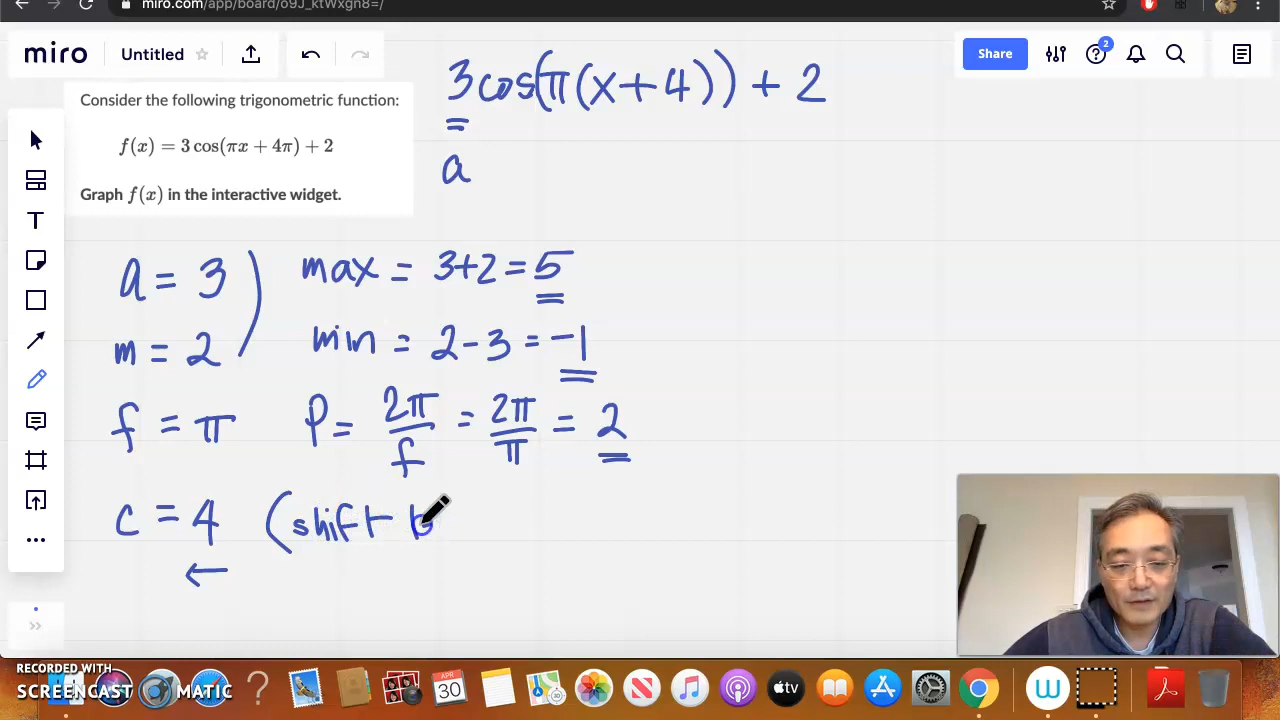 miro.com/app/board/o9J_ktWxgn8=/
miro Untitled
Share
2
Consider the following trigonometric function:
f(x) = 3 cos(πx + 4π) + 2
Graph f(x) in the interactive widget.
3cos(π(x+4)) + 2
a
a = 3
max = 3+2 = 5
m = 2
min = 2-3 = -1
f = π
P = 2π/f = 2π/π = 2
c = 4 (shift t
←
T
RECORDED WITH
SCREENCAST MATIC
APR
30
tv
W